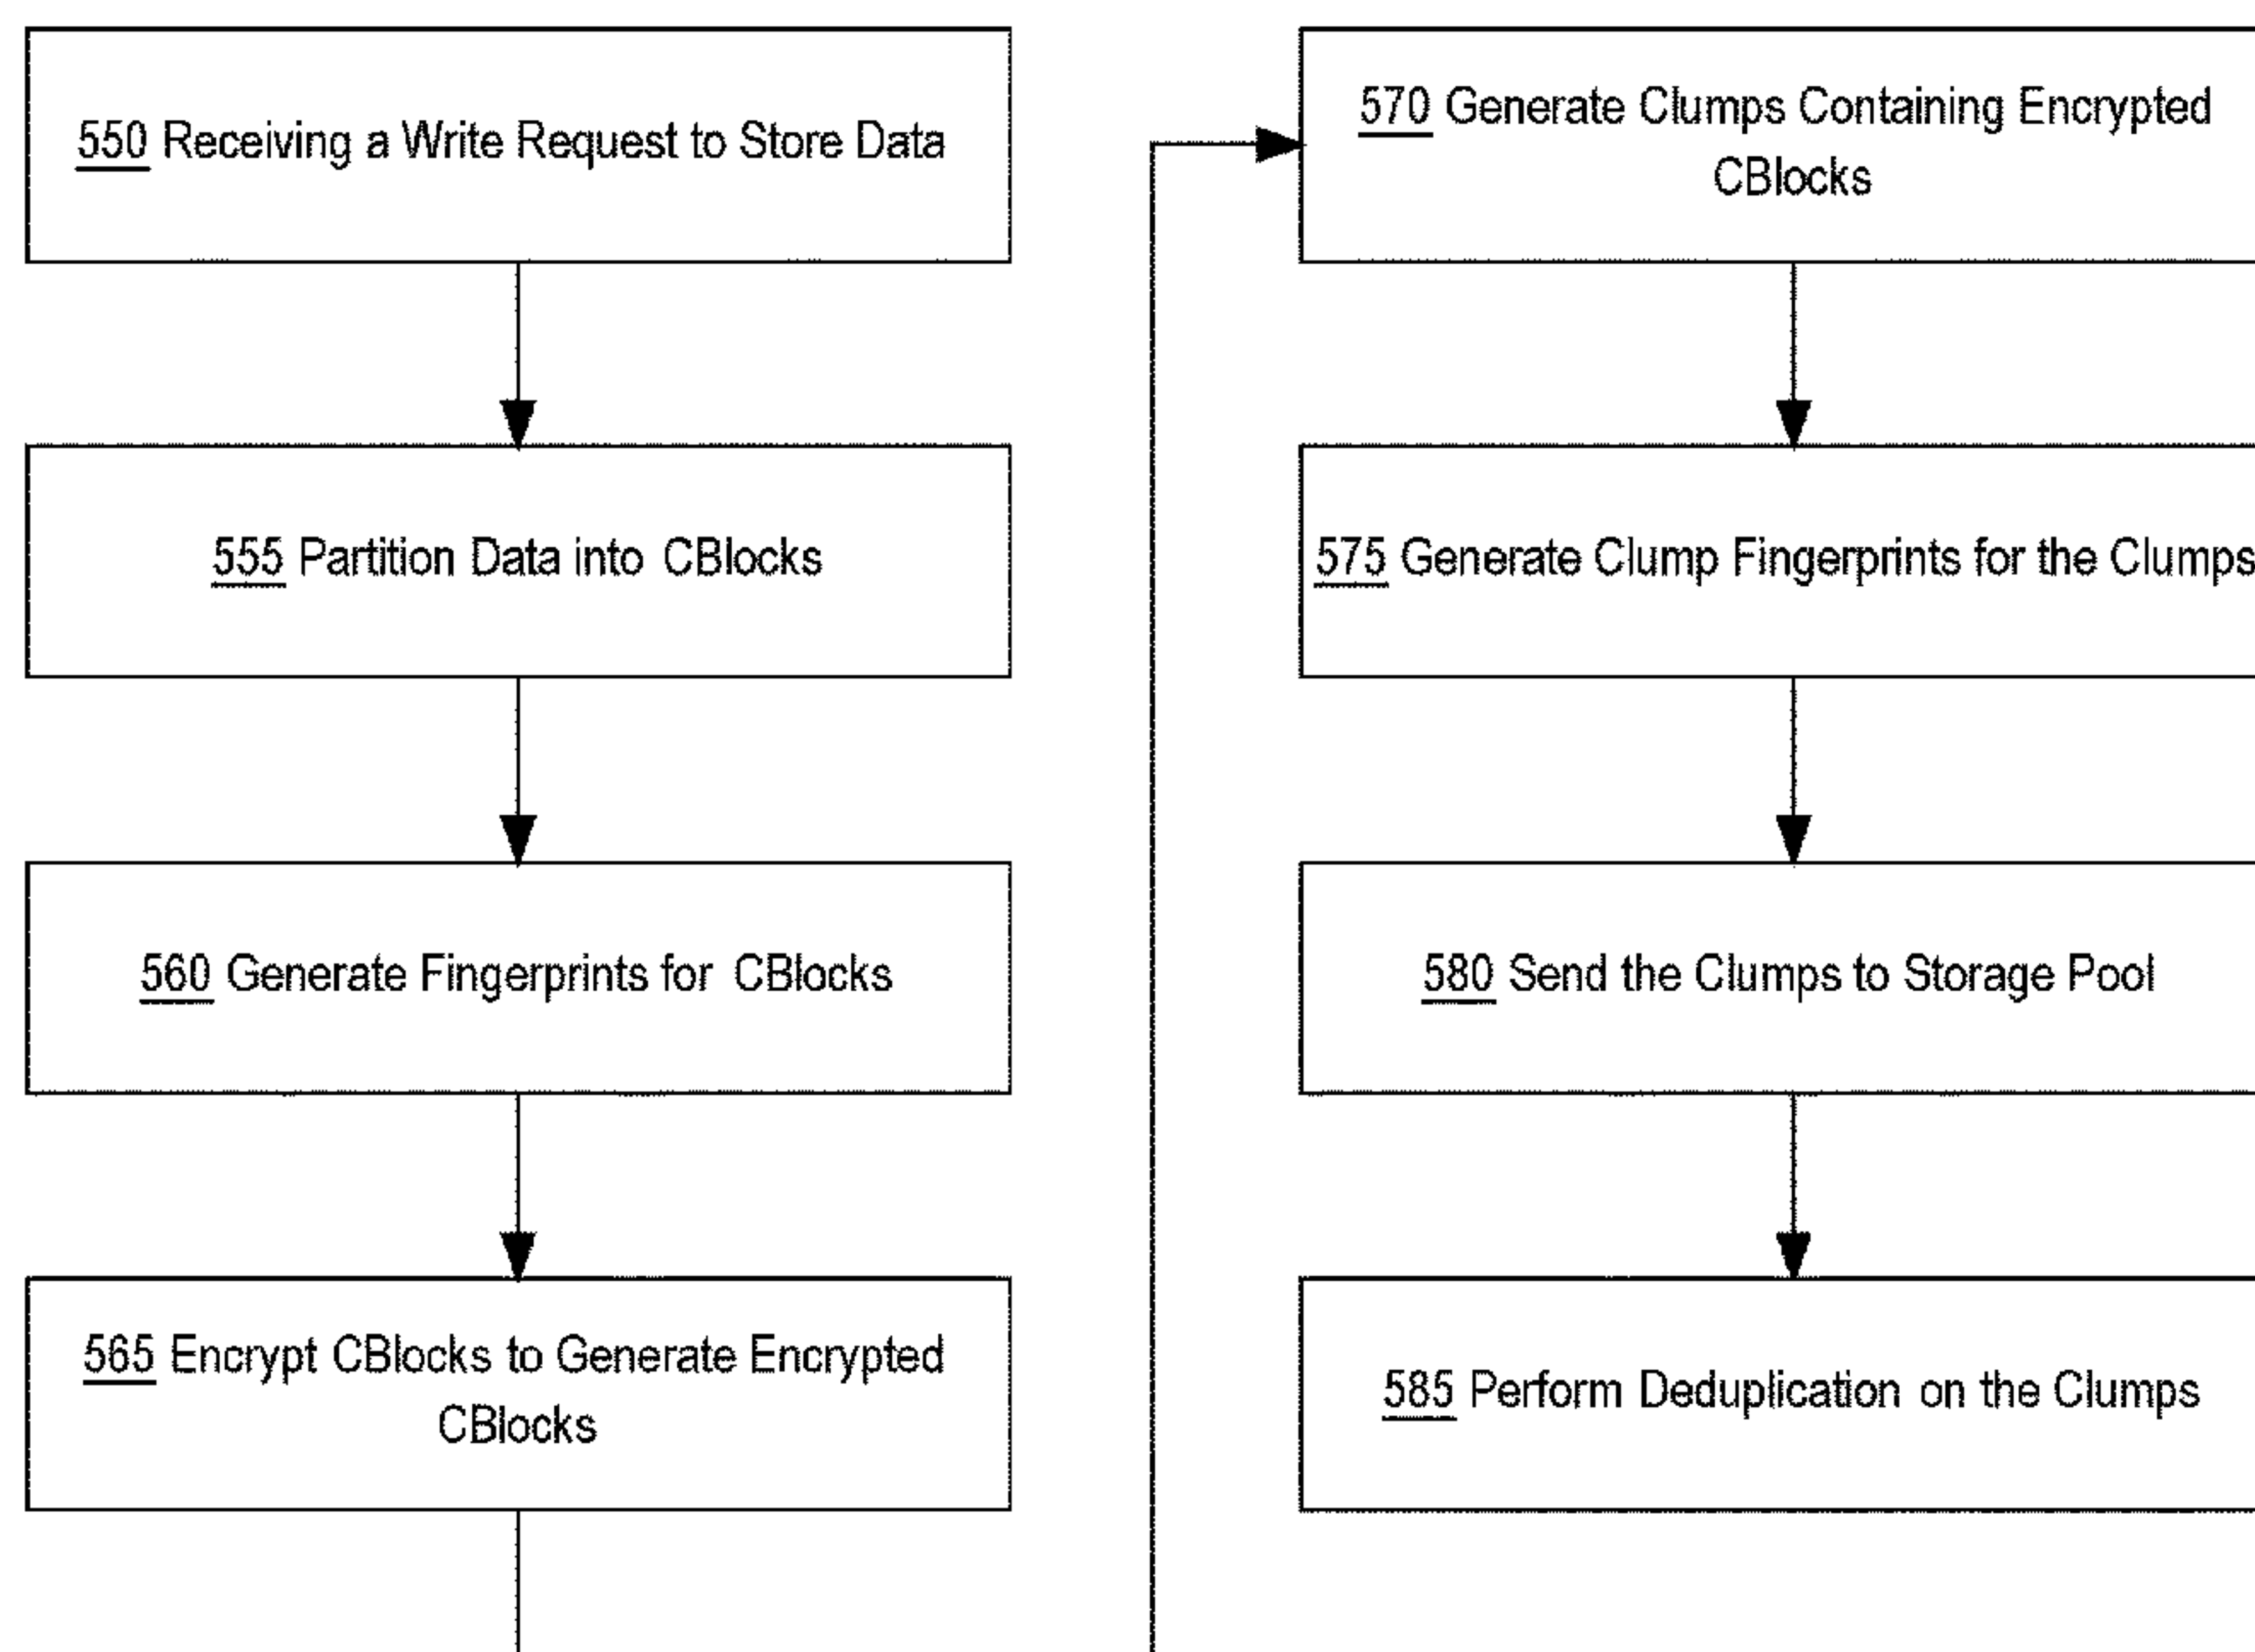 550 Receiving a Write Request to Store Data
555 Partition Data into CBlocks
560 Generate Fingerprints for CBlocks
565 Encrypt CBlocks to Generate Encrypted
CBlocks
570 Generate Clumps Containing Encrypted
CBlocks
575 Generate Clump Fingerprints for the Clumps
580 Send the Clumps to Storage Pool
585 Perform Deduplication on the Clumps